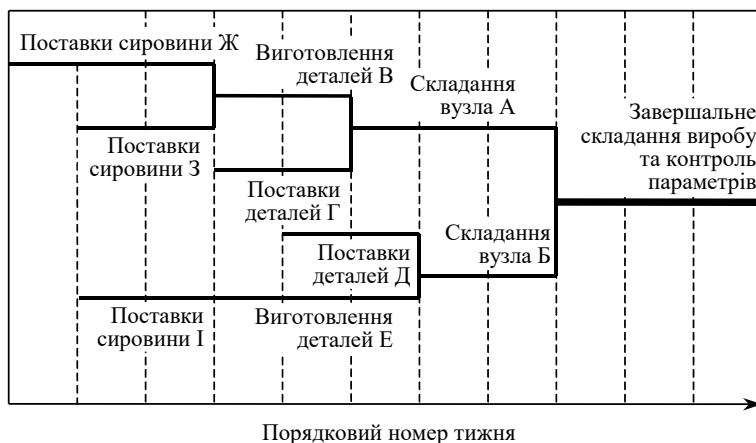 Поставки сировини Ж
Виготовлення
деталей В
Складання
вузла А
Завершальне
складання виробу
та контроль
параметрів
Поставки
сировини З
Поставки
деталей Г
Поставки
деталей Д
Складання
вузла Б
Поставки
сировини І
Виготовлення
деталей Е
Порядковий номер тижня